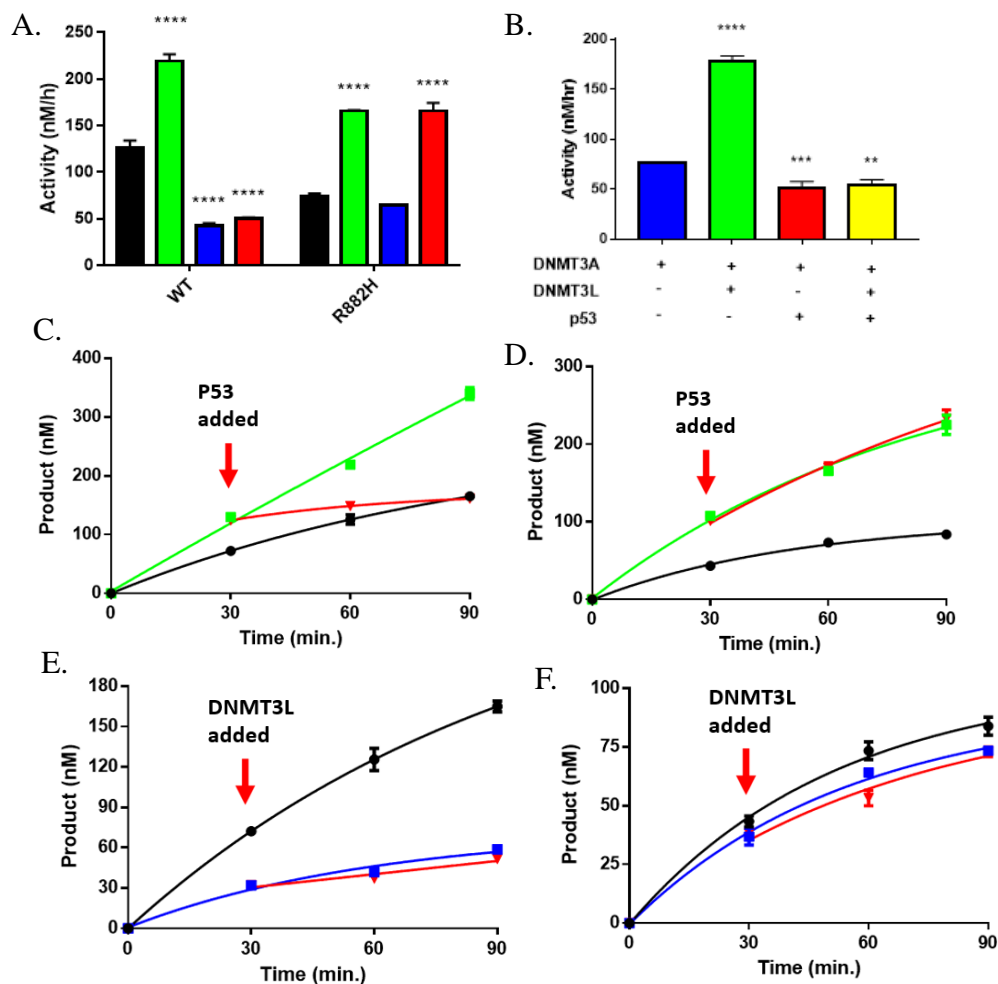 A.
250
200
150
100
50
0
Activity (nM/h)
****
****
****
****
****
WT
R882H
B.
200
150
100
50
0
Activity (nM/hr)
****
***
**
DNMT3A + + + +
DNMT3L - + - +
p53 - - + +
C.
400
300
200
100
0
Product (nM)
P53
added
0 30 60 90
Time (min.)
D.
300
200
100
0
Product (nM)
P53
added
0 30 60 90
Time (min.)
E.
180
150
120
90
60
30
0
Product (nM)
DNMT3L
added
0 30 60 90
Time (min.)
F.
100
75
50
25
0
Product (nM)
DNMT3L
added
0 30 60 90
Time (min.)